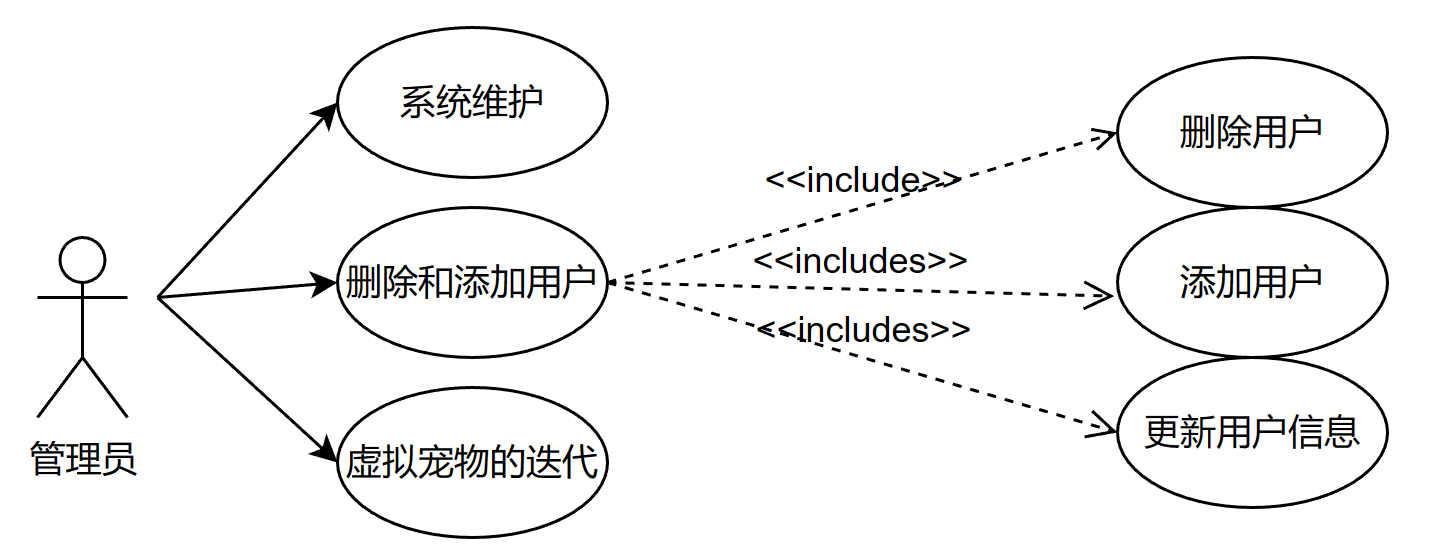 系统维护
删除用户
<<include>>
<<includes>>
删除和添加用户
添加用户
<<includes>>
更新用户信息
管理员
虚拟宠物的迭代